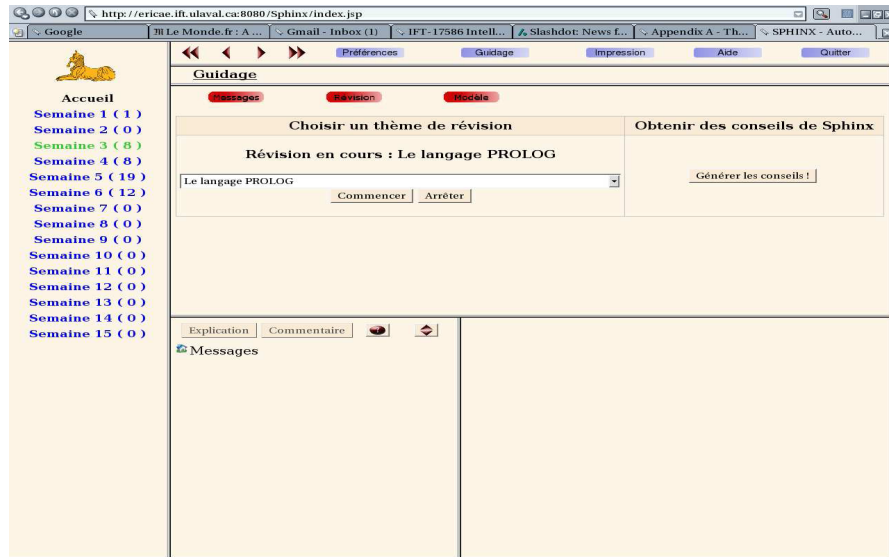 http://ericae.ift.ulaval.ca:8080/Sphinx/index.jsp
Google Le Monde.fr : A ... Gmail - Inbox (1) IFT-17586 Intell... Slashdot: News f... Appendix A - Th... SPHINX - Auto...
Préférences Guidage Impression Aide Quitter
Guidage
Messages Révision Modèle
Accueil
Semaine 1 ( 1 )
Semaine 2 ( 0 )
Semaine 3 ( 8 )
Semaine 4 ( 8 )
Semaine 5 ( 19 )
Semaine 6 ( 12 )
Semaine 7 ( 0 )
Semaine 8 ( 0 )
Semaine 9 ( 0 )
Semaine 10 ( 0 )
Semaine 11 ( 0 )
Semaine 12 ( 0 )
Semaine 13 ( 0 )
Semaine 14 ( 0 )
Semaine 15 ( 0 )
Choisir un thème de révision
Révision en cours : Le langage PROLOG
Le langage PROLOG
Commencer Arrêter
Obtenir des conseils de Sphinx
Générer les conseils !
Explication Commentaire
Messages